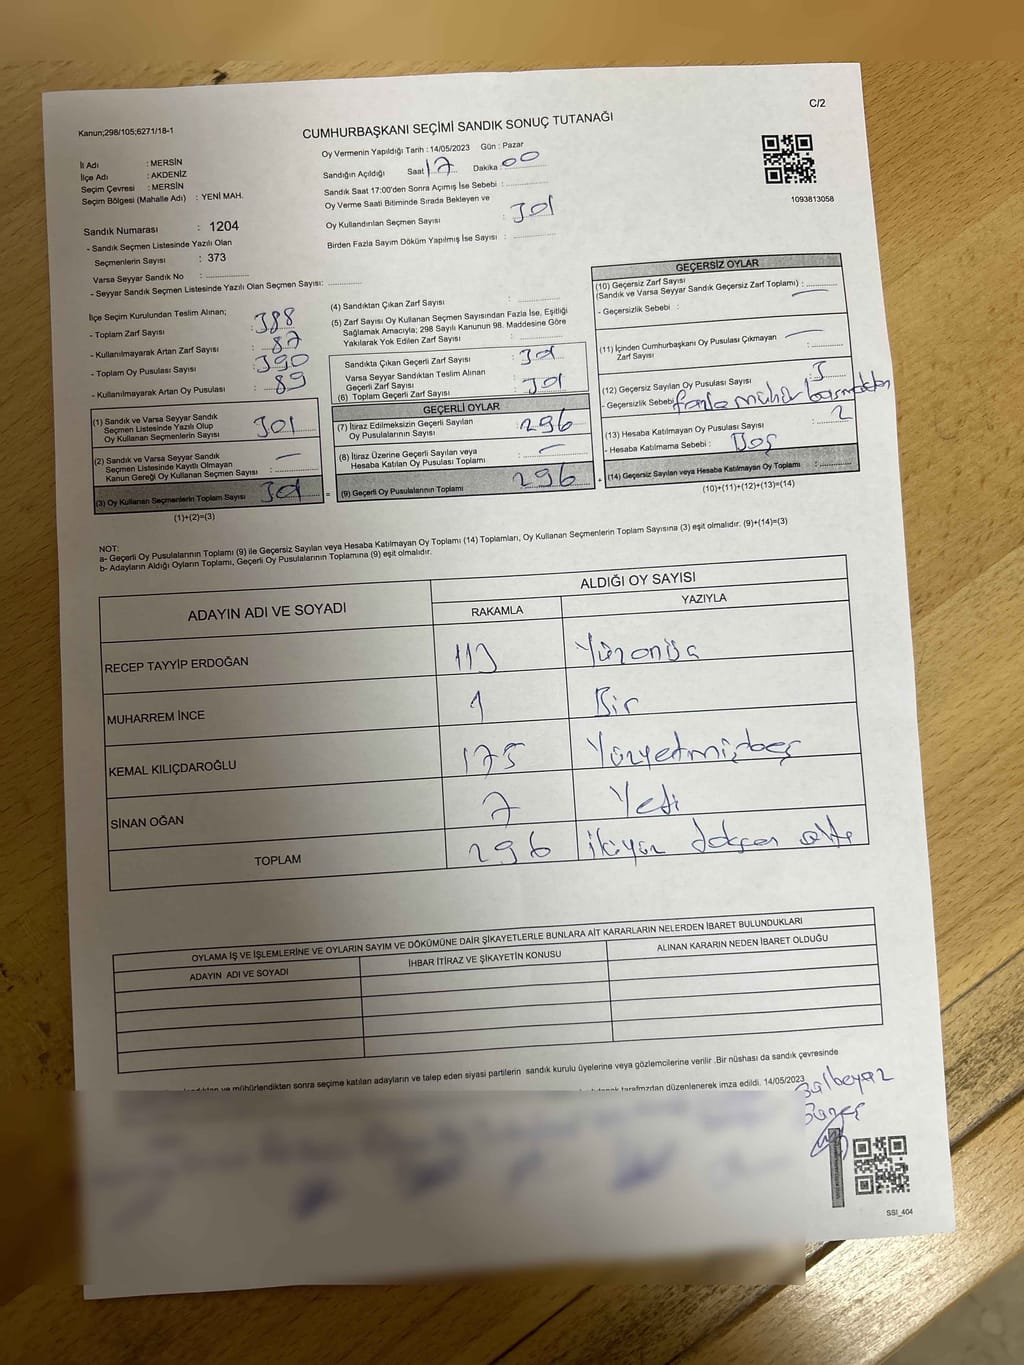 C/2
Kanun;298/105;6271/18-1
CUMHURBAŞKANI SEÇİMİ SANDIK SONUÇ TUTANAĞI
Oy Vermenin Yapıldığı Tarih : 14/05/2023 Gün : Pazar
İl Adı : MERSİN
İlçe Adı : AKDENİZ
Seçim Çevresi : MERSİN
Seçim Bölgesi (Mahalle Adı) : YENİ MAH.
Sandığın Açıldığı Saat 17 Dakika : 00
Sandık Saat 17:00'den Sonra Açımış İse Sebebi :
Oy Verme Saati Bitiminde Sırada Bekleyen ve
Oy Kullandırılan Seçmen Sayısı : 301
Birden Fazla Sayım Döküm Yapılmış İse Sayısı :
1093813058
Sandık Numarası : 1204
- Sandık Seçmen Listesinde Yazılı Olan
Seçmenlerin Sayısı : 373
Varsa Seyyar Sandık No :
- Seyyar Sandık Seçmen Listesinde Yazılı Olan Seçmen Sayısı:
İlçe Seçim Kurulundan Teslim Alınan;
- Toplam Zarf Sayısı : 388
- Kullanılmayarak Artan Zarf Sayısı : 87
- Toplam Oy Pusulası Sayısı : 390
- Kullanılmayarak Artan Oy Pusulası : 89
(1) Sandık ve Varsa Seyyar Sandık
Seçmen Listesinde Yazılı Olup
Oy Kullanan Seçmenlerin Sayısı : 301
(2) Sandık ve Varsa Seyyar Sandık
Seçmen Listesinde Kayıtlı Olmayan
Kanun Gereği Oy Kullanan Seçmen Sayısı : —
(3) Oy Kullanan Seçmenlerin Toplam Sayısı 301
(1)+(2)=(3)
(4) Sandıktan Çıkan Zarf Sayısı :
(5) Zarf Sayısı Oy Kullanan Seçmen Sayısından Fazla İse, Eşitliği
Sağlamak Amacıyla; 298 Sayılı Kanunun 98. Maddesine Göre
Yakılarak Yok Edilen Zarf Sayısı :
Sandıkta Çıkan Geçerli Zarf Sayısı : 301
Varsa Seyyar Sandıktan Teslim Alınan
Geçerli Zarf Sayısı :
(6) Toplam Geçerli Zarf Sayısı : 301
GEÇERLİ OYLAR
(7) İtiraz Edilmeksizin Geçerli Sayılan
Oy Pusulalarının Sayısı : 296
(8) İtiraz Üzerine Geçerli Sayılan veya
Hesaba Katılan Oy Pusulası Toplamı : —
= (9) Geçerli Oy Pusulalarının Toplamı 296 +
GEÇERSİZ OYLAR
(10) Geçersiz Zarf Sayısı
(Sandık ve Varsa Seyyar Sandık Geçersiz Zarf Toplamı) : —
- Geçersizlik Sebebi :
(11) İçinden Cumhurbaşkanı Oy Pusulası Çıkmayan
Zarf Sayısı : —
(12) Geçersiz Sayılan Oy Pusulası Sayısı : 3
- Geçersizlik Sebebi fazla mühür basmaktan
(13) Hesaba Katılmayan Oy Pusulası Sayısı : 2
- Hesaba Katılmama Sebebi : Boş
(14) Geçersiz Sayılan veya Hesaba Katılmayan Oy Toplamı :
(10)+(11)+(12)+(13)=(14)
NOT:
a- Geçerli Oy Pusulalarının Toplamı (9) ile Geçersiz Sayılan veya Hesaba Katılmayan Oy Toplamı (14) Toplamları, Oy Kullanan Seçmenlerin Toplam Sayısına (3) eşit olmalıdır. (9)+(14)=(3)
b- Adayların Aldığı Oyların Toplamı, Geçerli Oy Pusulalarının Toplamına (9) eşit olmalıdır.
ADAYIN ADI VE SOYADI ALDIĞI OY SAYISI
RAKAMLA YAZIYLA
RECEP TAYYİP ERDOĞAN 113 Yüzonüç
MUHARREM İNCE 1 Bir
KEMAL KILIÇDAROĞLU 175 Yüzyetmişbeş
SİNAN OĞAN 7 Yedi
TOPLAM 296 ikiyüz doksan altı
OYLAMA İŞ VE İŞLEMLERİNE VE OYLARIN SAYIM VE DÖKÜMÜNE DAİR ŞİKAYETLERLE BUNLARA AİT KARARLARIN NELERDEN İBARET BULUNDUKLARI
ADAYIN ADI VE SOYADI İHBAR İTİRAZ VE ŞİKAYETİN KONUSU ALINAN KARARIN NEDEN İBARET OLDUĞU
ve mühürlendikten sonra seçime katılan adayların ve talep eden siyasi partilerin sandık kurulu üyelerine veya gözlemcilerine verilir .Bir nüshası da sandık çevresinde
tarafımızdan düzenlenerek imza edildi. 14/05/2023
SSI_404